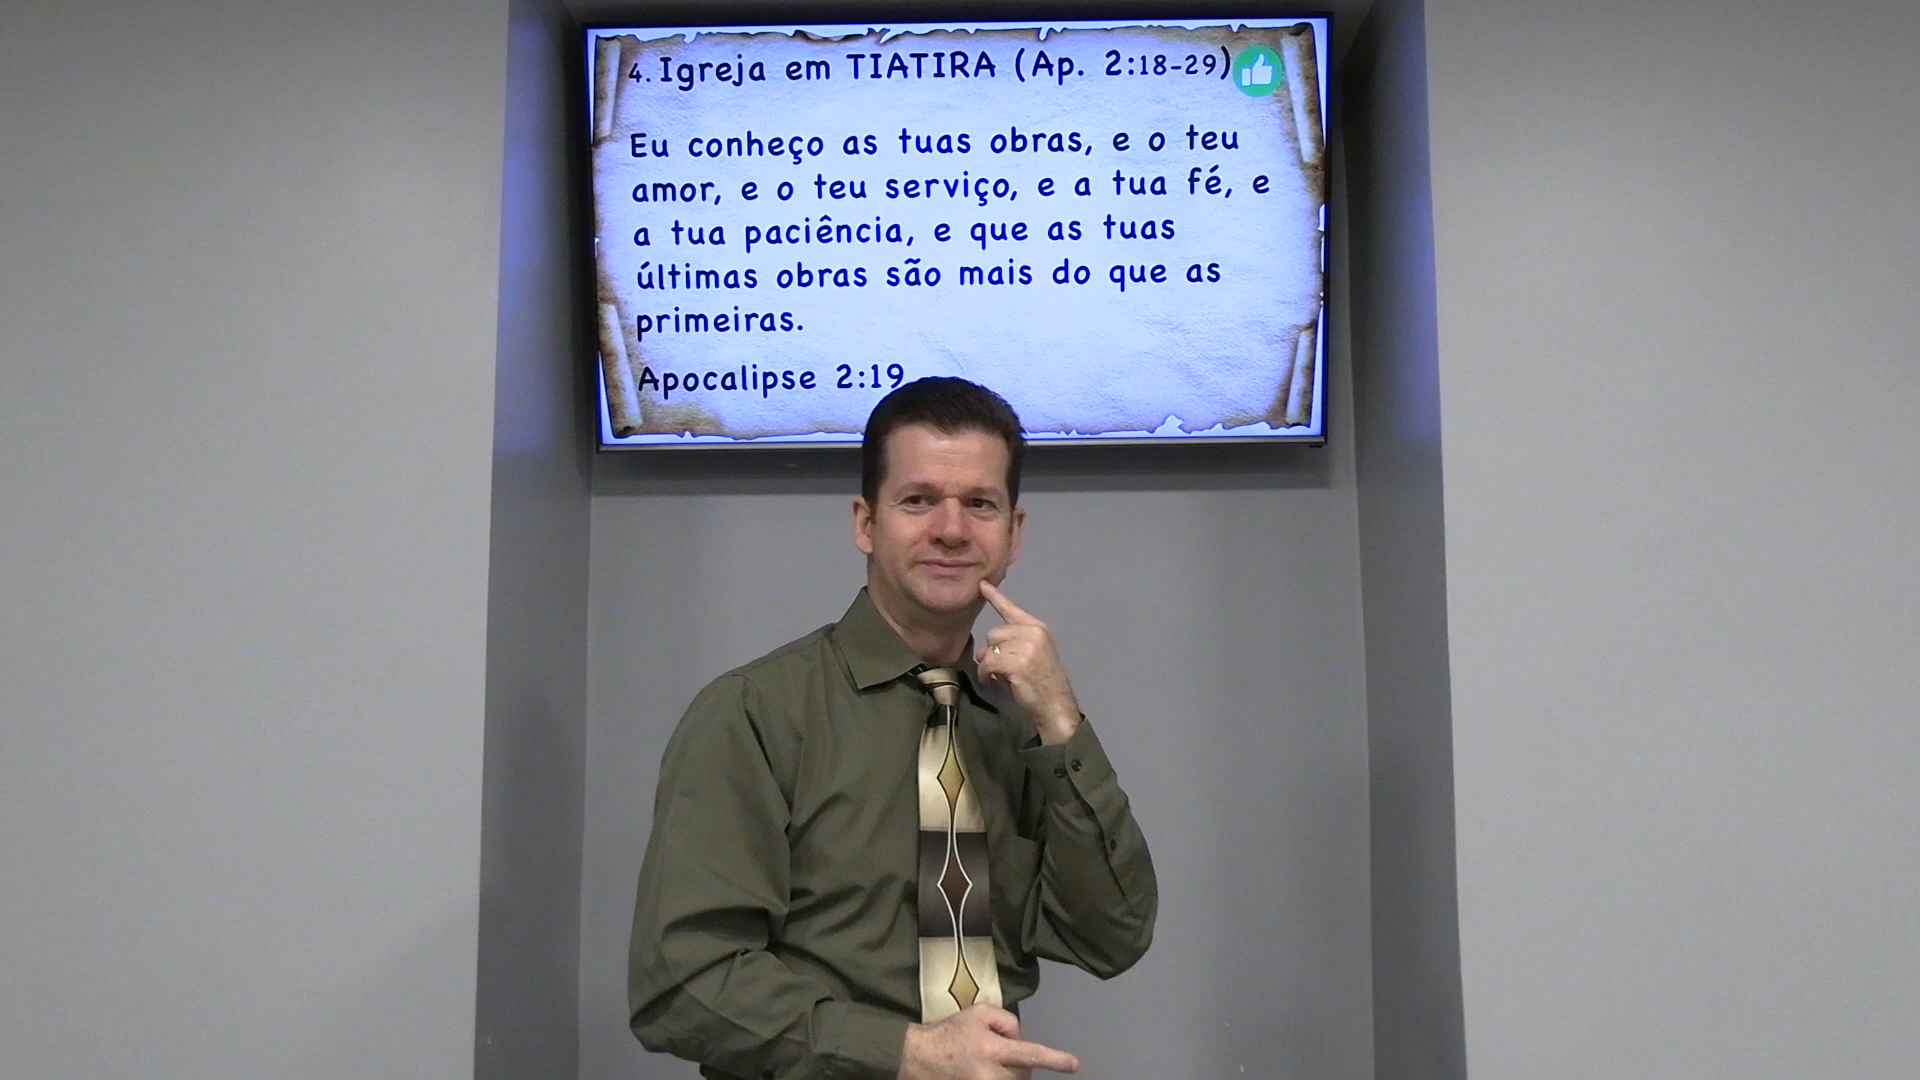 4. Igreja em TIATIRA (Ap. 2:18-29)
Eu conheço as tuas obras, e o teu
amor, e o teu serviço, e a tua fé, e
a tua paciência, e que as tuas
últimas obras são mais do que as
primeiras.
Apocalipse 2:19